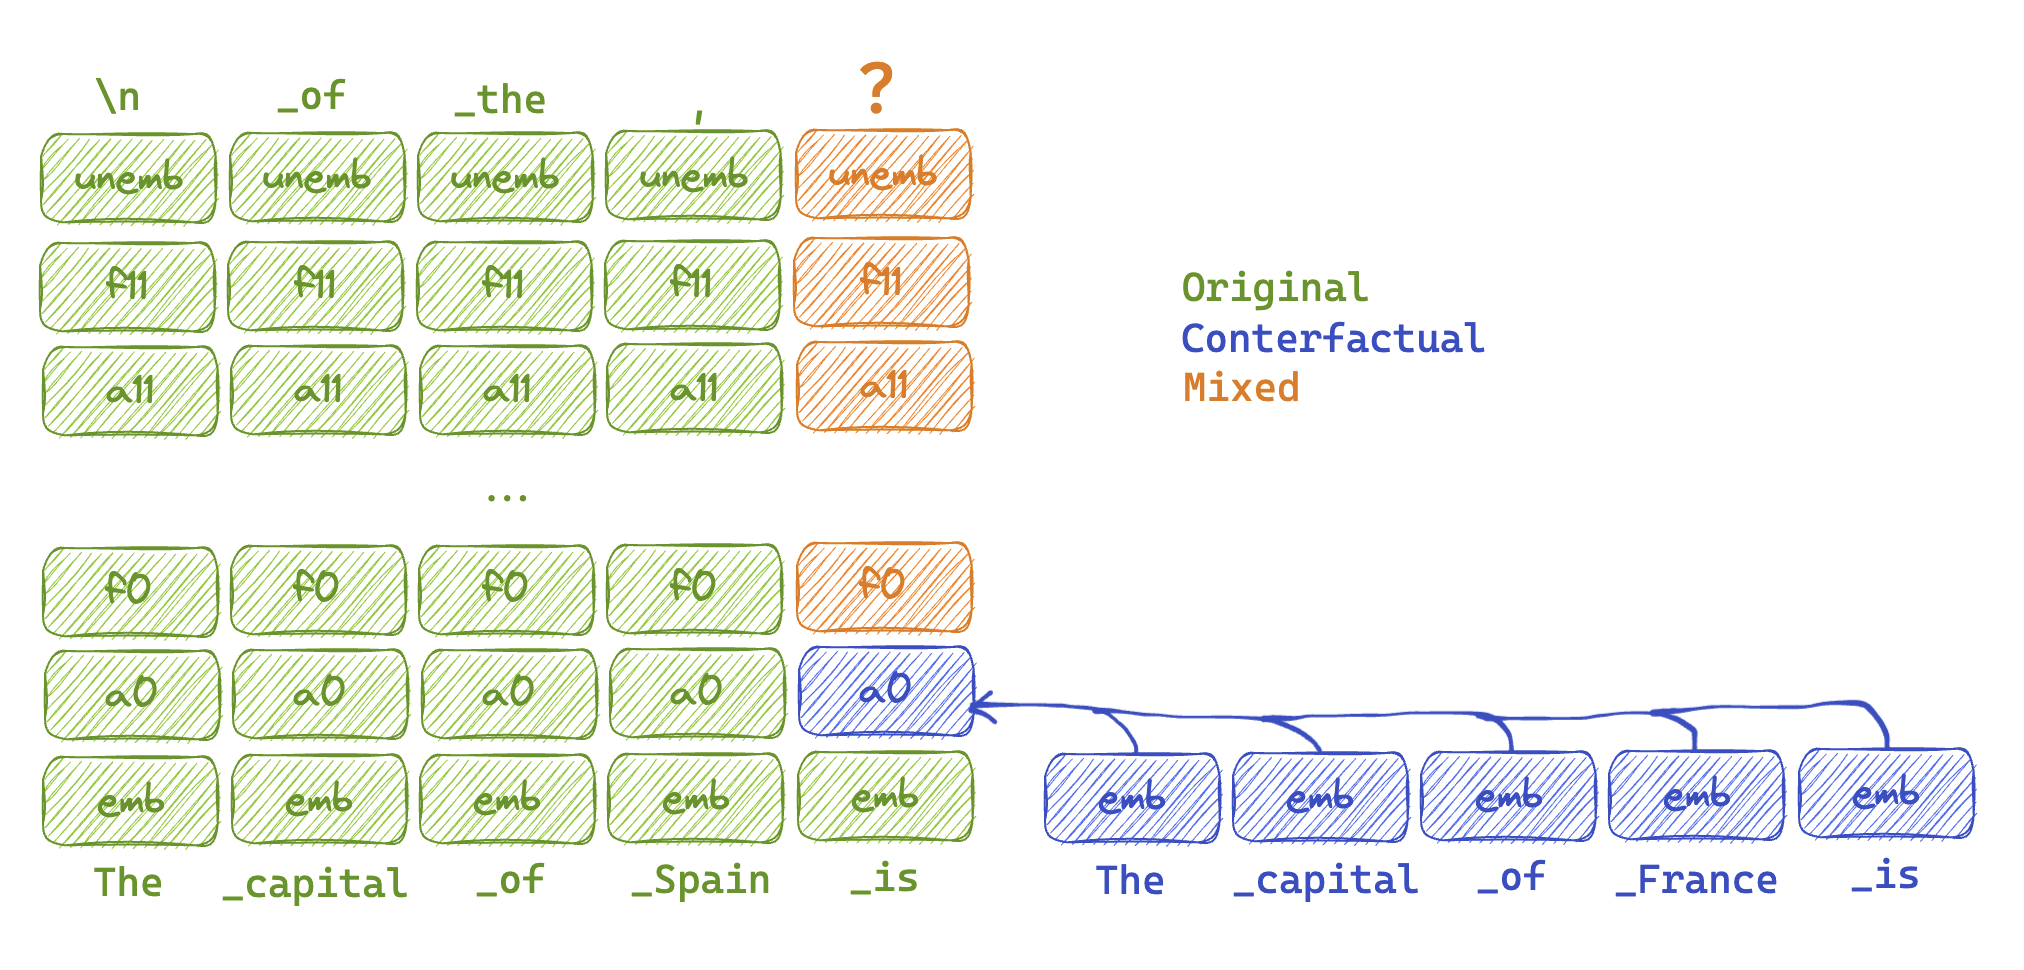 \n _of _the , ?
unemb unemb unemb unemb unemb
f11 f11 f11 f11 f11
Original
Conterfactual
a11 a11 a11 a11 a11
Mixed
...
f0 f0 f0 f0 f0
a0 a0 a0 a0 a0
emb emb emb emb emb emb emb emb emb emb
The _capital _of _Spain _is The _capital _of _France _is